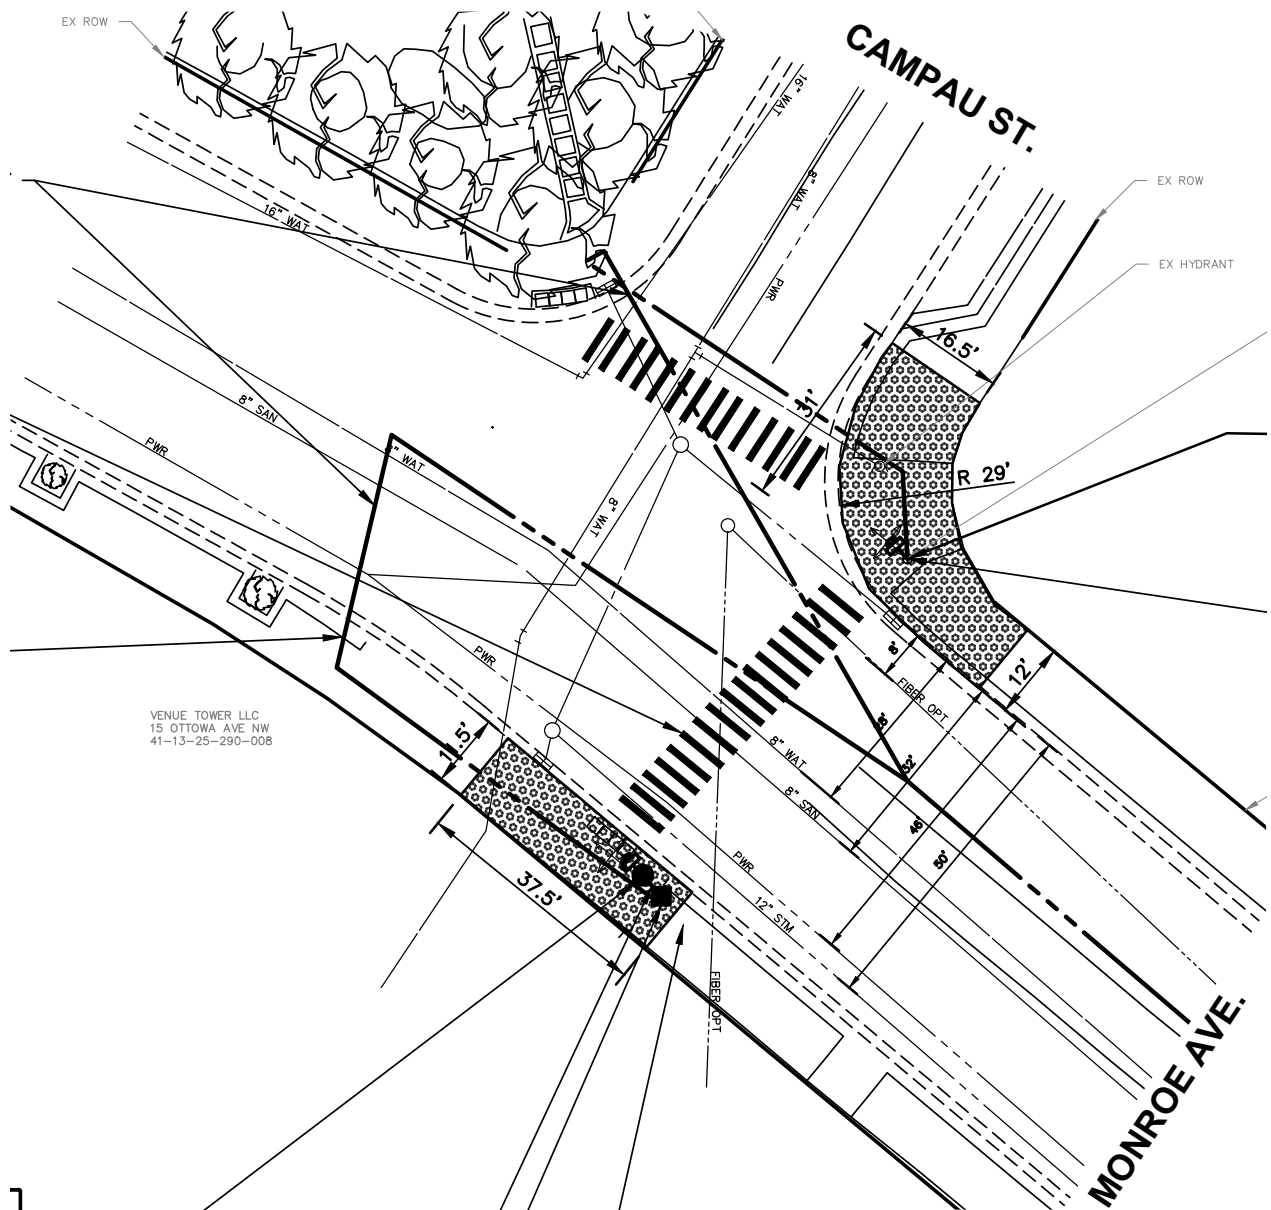 EX ROW
CAMPAU ST.
16" WAT
8" WAT
EX ROW
16" WAT
EX HYDRANT
PWR
16.5'
31'
8" SAN
PWR
WAT
R 29'
8" WAT
8'
PWR
12'
FIBER OPT
VENUE TOWER LLC
15 OTTOWA AVE NW
41-13-25-290-008
28'
8" WAT
32'
8" SAN
46'
50'
PWR
37.5'
12" STM
FIBER OPT
MONROE AVE.